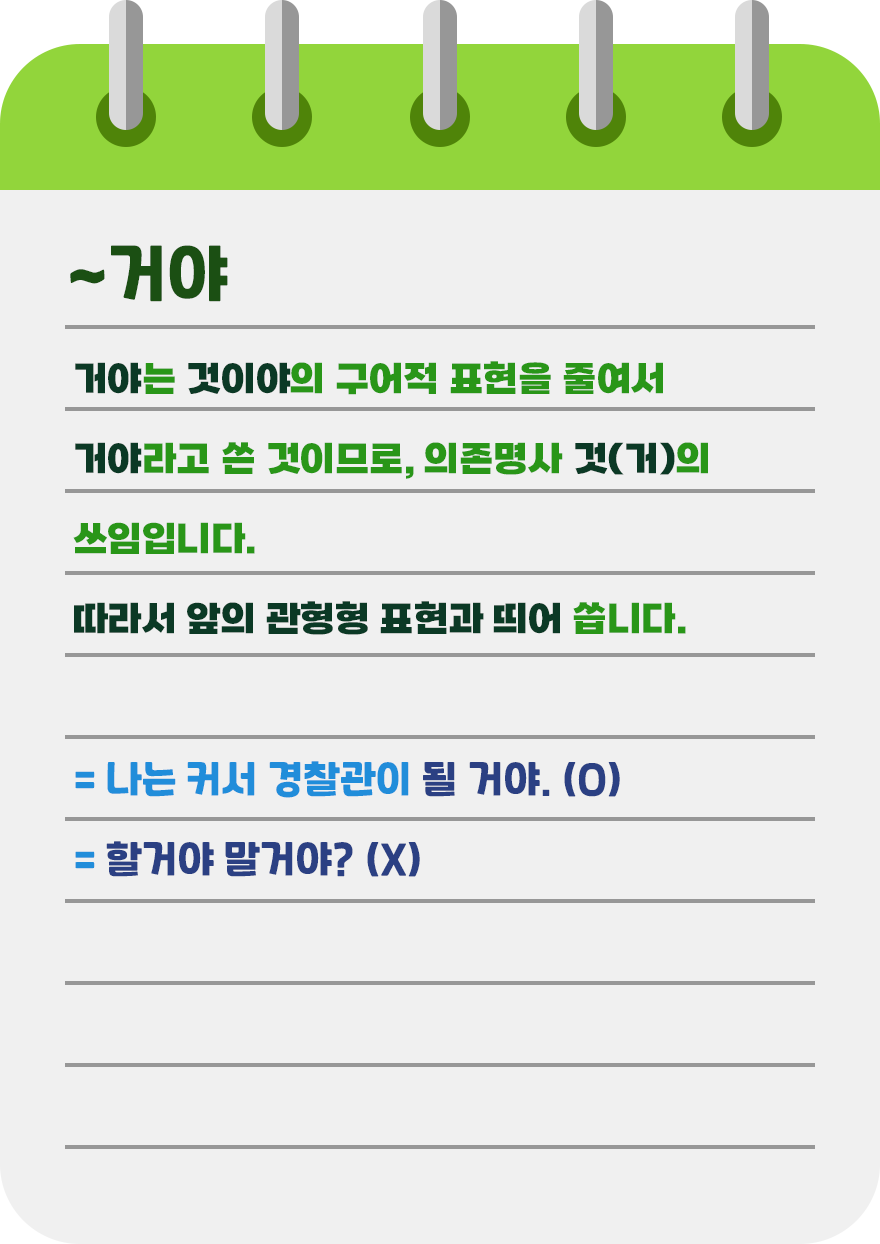 ~거야
거야는 것이야의 구어적 표현을 줄여서
거야라고 쓴 것이므로, 의존명사 것(거)의
쓰임입니다.
따라서 앞의 관형형 표현과 띄어 씁니다.
= 나는 커서 경찰관이 될 거야. (O)
= 할거야 말거야? (X)